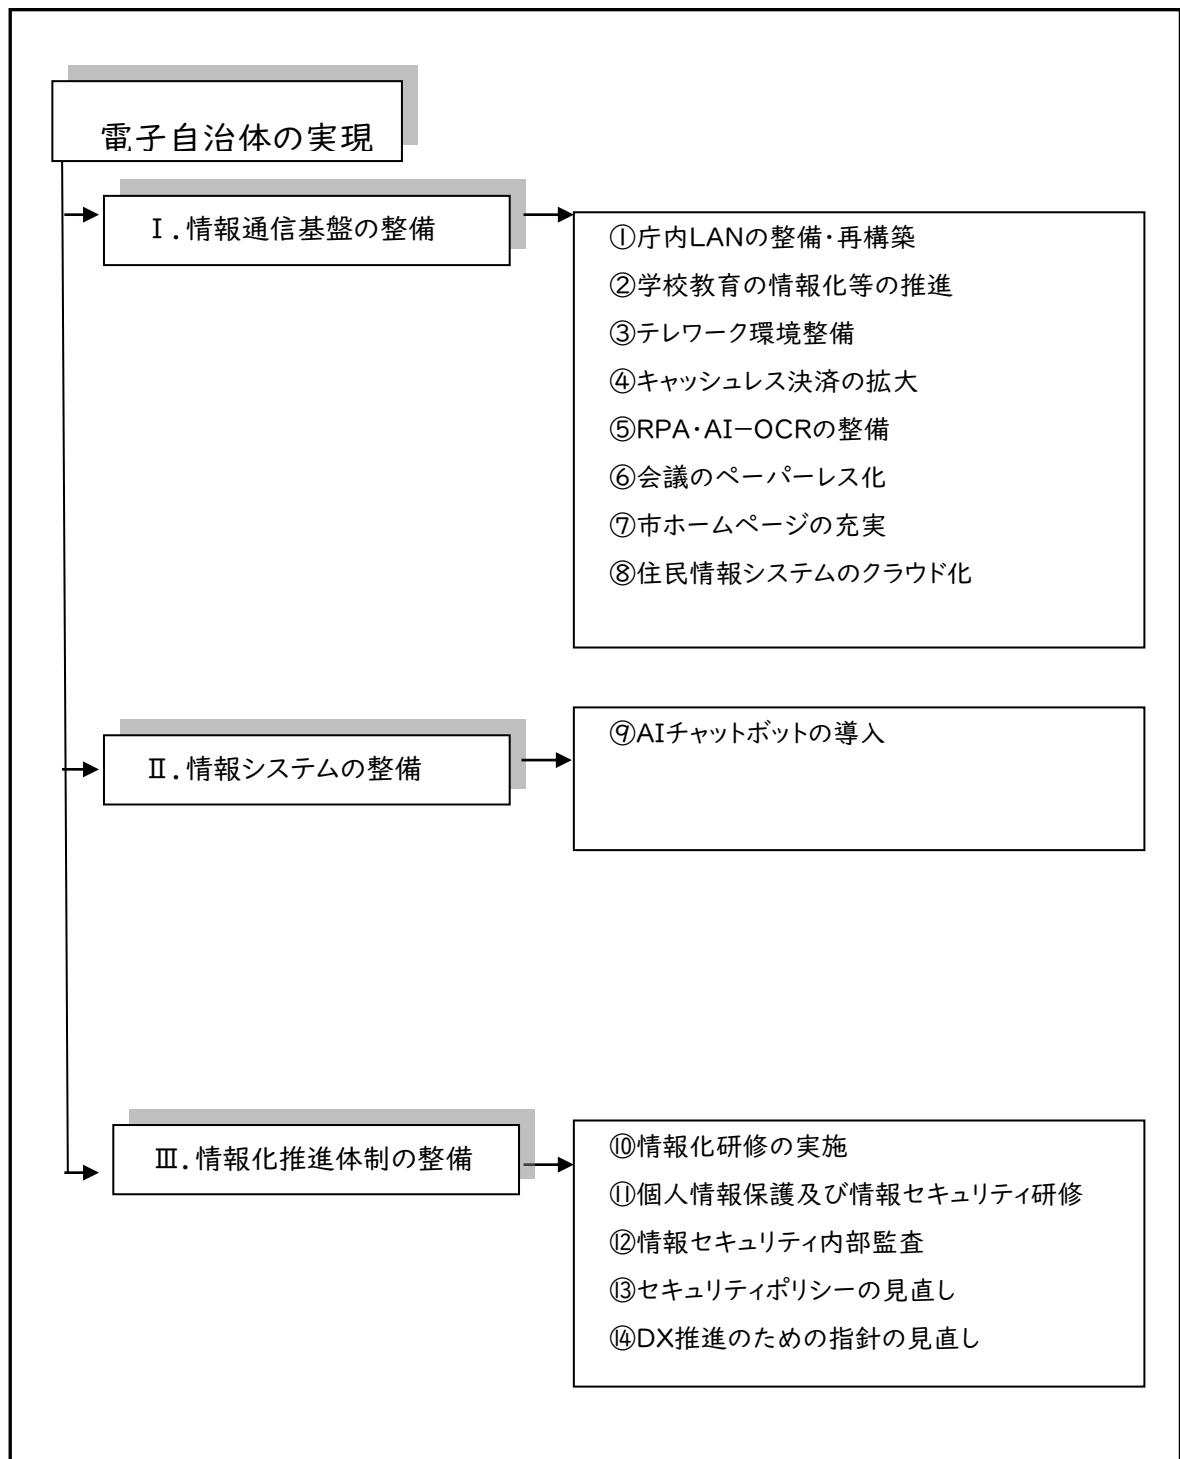 電子自治体の実現
Ⅰ.情報通信基盤の整備
①庁内LANの整備・再構築
②学校教育の情報化等の推進
③テレワーク環境整備
④キャッシュレス決済の拡大
⑤RPA・AI－OCRの整備
⑥会議のペーパーレス化
⑦市ホームページの充実
⑧住民情報システムのクラウド化
Ⅱ.情報システムの整備
⑨AIチャットボットの導入
Ⅲ.情報化推進体制の整備
⑩情報化研修の実施
⑪個人情報保護及び情報セキュリティ研修
⑫情報セキュリティ内部監査
⑬セキュリティポリシーの見直し
⑭DX推進のための指針の見直し